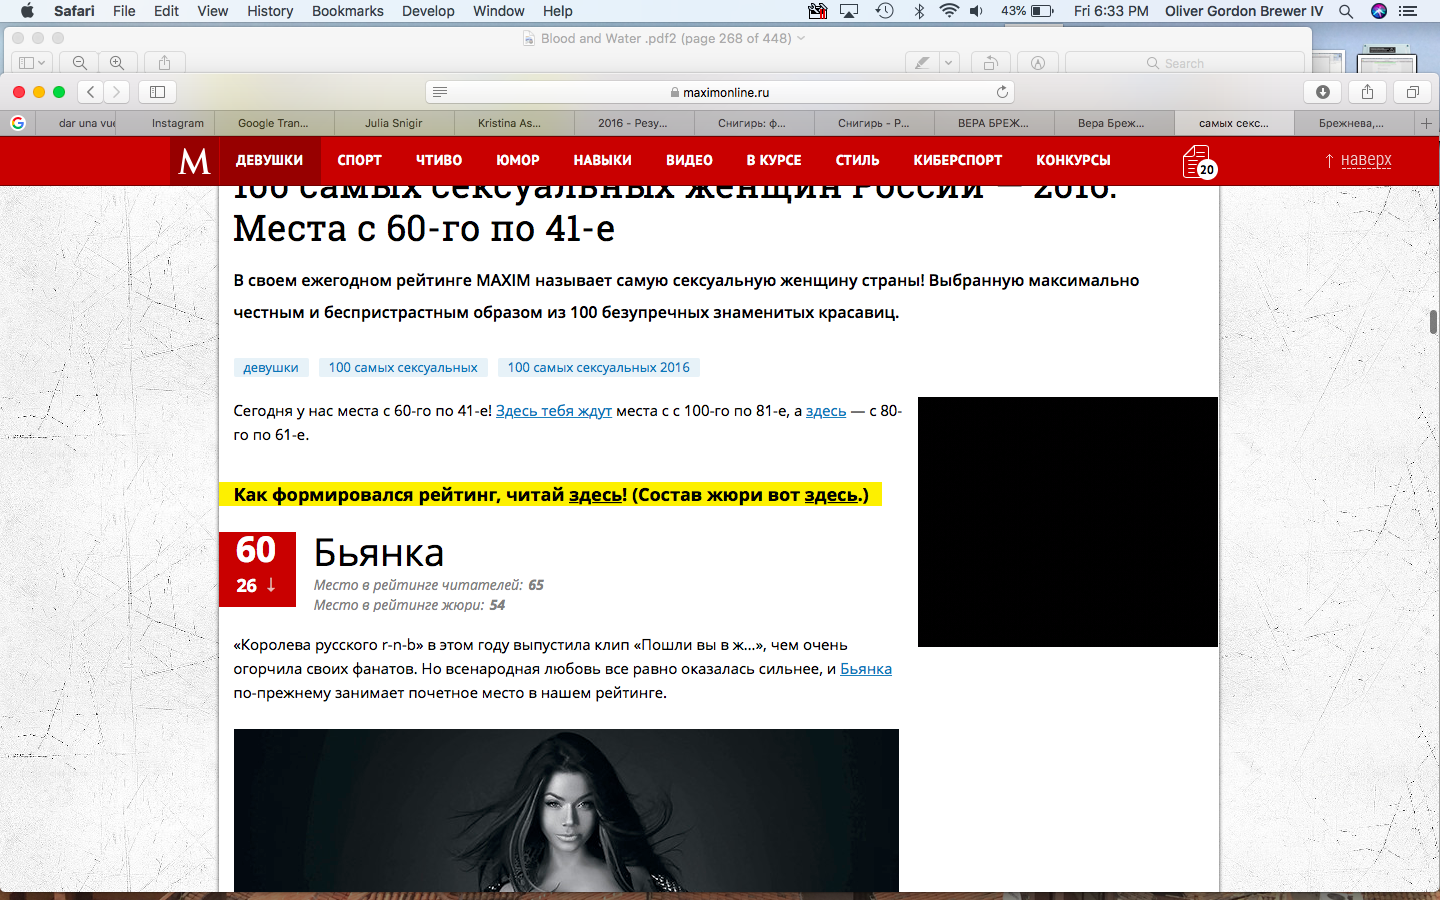 Safari File Edit View History Bookmarks Develop Window Help 43% Fri 6:33 PM Oliver Gordon Brewer IV
Blood and Water .pdf2 (page 268 of 448)
Search
maximonline.ru
dar una vue Instagram Google Tran... Julia Snigir Kristina As... 2016 - Резу... Снигирь: ф... Снигирь - Р... ВЕРА БРЕЖ... Вера Бреж... самых секс... Брежнева,...
M ДЕВУШКИ СПОРТ ЧТИВО ЮМОР НАВЫКИ ВИДЕО В КУРСЕ СТИЛЬ КИБЕРСПОРТ КОНКУРСЫ 20 ↑ наверх
100 самых сексуальных женщин России — 2016.
Места с 60-го по 41-е
В своем ежегодном рейтинге MAXIM называет самую сексуальную женщину страны! Выбранную максимально
честным и беспристрастным образом из 100 безупречных знаменитых красавиц.
девушки 100 самых сексуальных 100 самых сексуальных 2016
Сегодня у нас места с 60-го по 41-е! Здесь тебя ждут места с с 100-го по 81-е, а здесь — с 80-
го по 61-е.
Как формировался рейтинг, читай здесь! (Состав жюри вот здесь.)
60 Бьянка
26 ↓ Место в рейтинге читателей: 65
Место в рейтинге жюри: 54
«Королева русского r-n-b» в этом году выпустила клип «Пошли вы в ж...», чем очень
огорчила своих фанатов. Но всенародная любовь все равно оказалась сильнее, и Бьянка
по-прежнему занимает почетное место в нашем рейтинге.